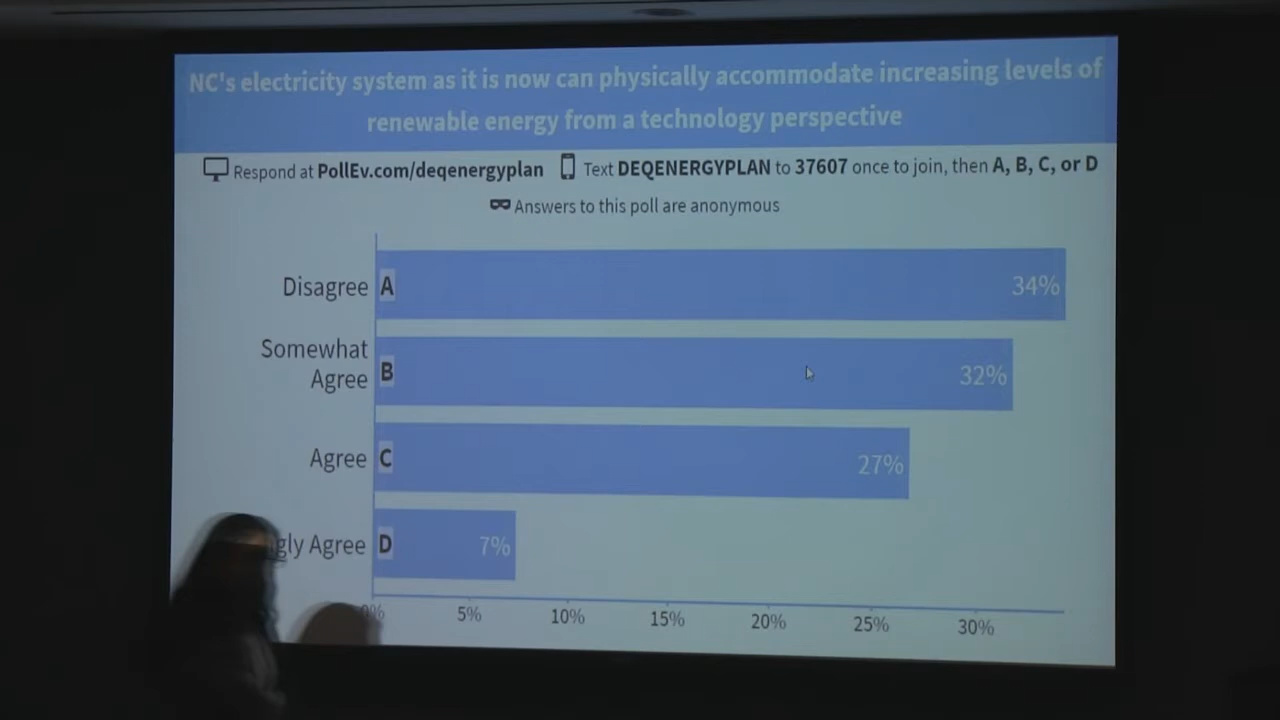 NC's electricity system as it is now can physically accommodate increasing levels of
renewable energy from a technology perspective
Respond at PollEv.com/deqenergyplan Text DEQENERGYPLAN to 37607 once to join, then A, B, C, or D
Answers to this poll are anonymous
Disagree A 34%
Somewhat
Agree B 32%
Agree C 27%
Agree D 7%
0% 5% 10% 15% 20% 25% 30%